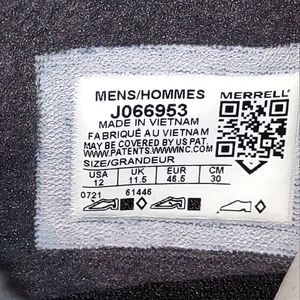 MENS/HOMMES MERRELL
J066953
MADE IN VIETNAM
FABRIQUÉ AU VIETNAM
MAY BE COVERED BY US PAT.
WWW.PATENTS.WWWINC.COM
SIZE/GRANDEUR
USA UK EUR CM
12 11.5 46.5 30
0721 61446